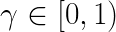 γ ∈ [0, 1)